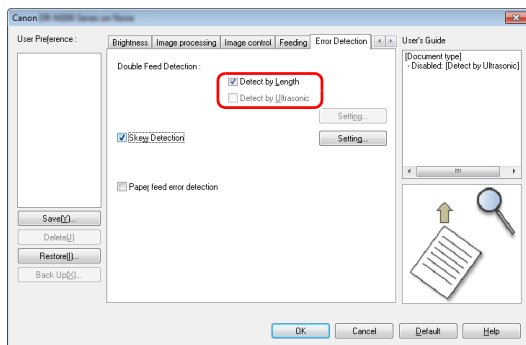 Canon on None
User Preference :
Brightness Image processing Image control Feeding Error Detection
User's Guide
Double Feed Detection :
Detect by Length
Detect by Ultrasonic
Setting...
Skew Detection
Setting...
Paper feed error detection
[Document type]
- Disabled: [Detect by Ultrasonic]
Save(Y)...
Delete(J)
Restore(I)...
Back Up(X)...
OK Cancel Default Help